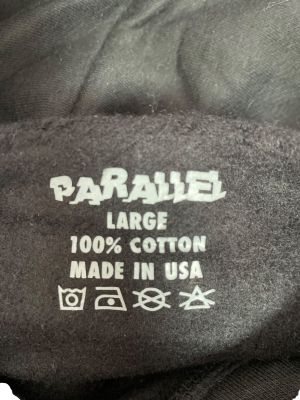 PARALLEL
LARGE
100% COTTON
MADE IN USA